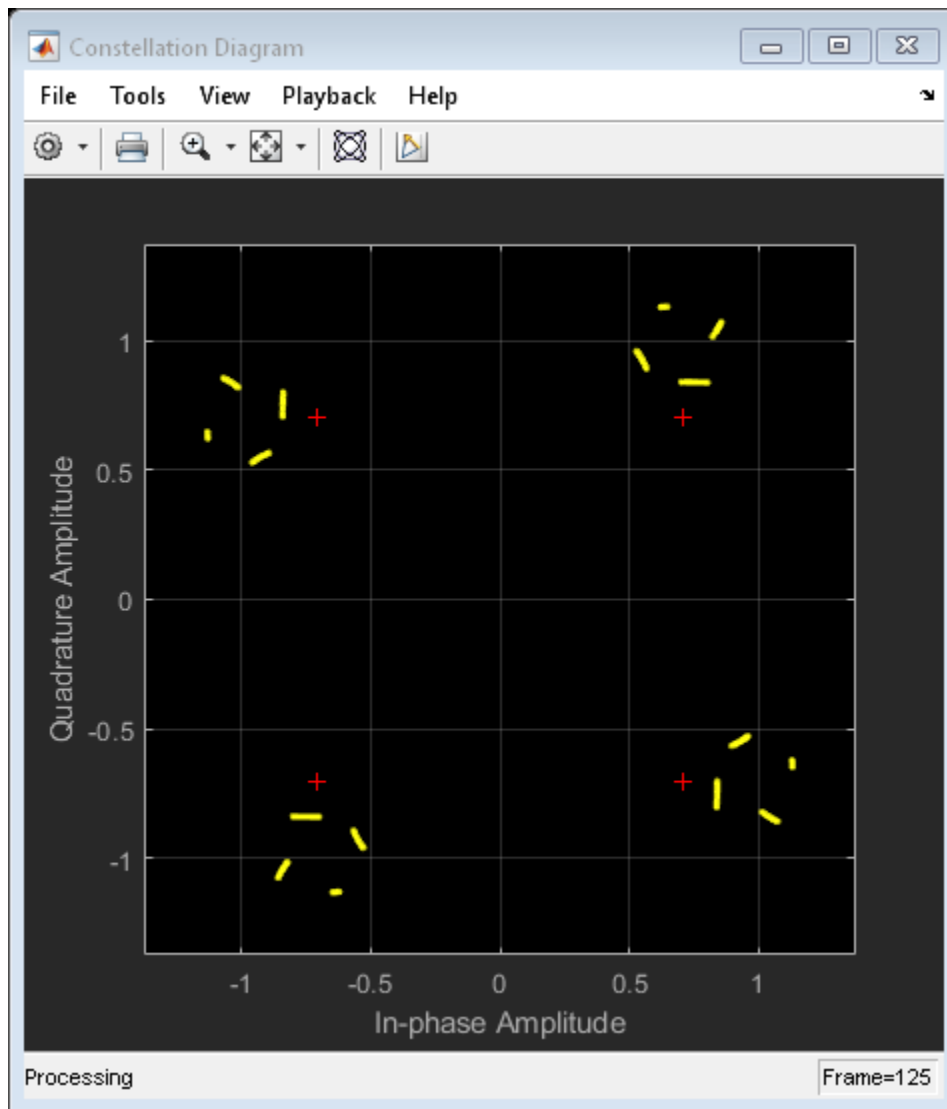 Constellation Diagram
File Tools View Playback Help
1
0.5
0
-0.5
-1
Quadrature Amplitude
-1 -0.5 0 0.5 1
In-phase Amplitude
Processing Frame=125